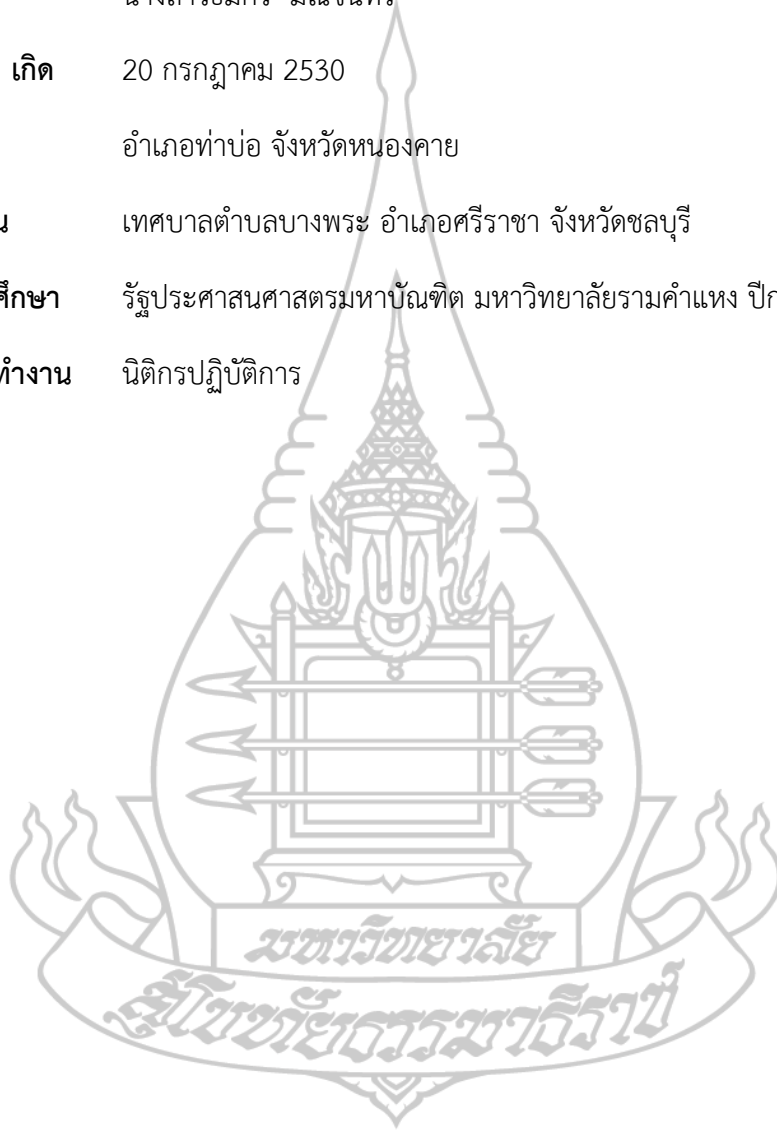 เกิด 20 กรกฎาคม 2530
อำเภอท่าบ่อ จังหวัดหนองคาย
เทศบาลตำบลบางพระ อำเภอศรีราชา จังหวัดชลบุรี
ศึกษา รัฐประศาสนศาสตรมหาบัณฑิต มหาวิทยาลัยรามคำแหง
ทำงาน นิติกรปฏิบัติการ
มหาวิทยาลัย
สุโขทัยธรรมาธิราช